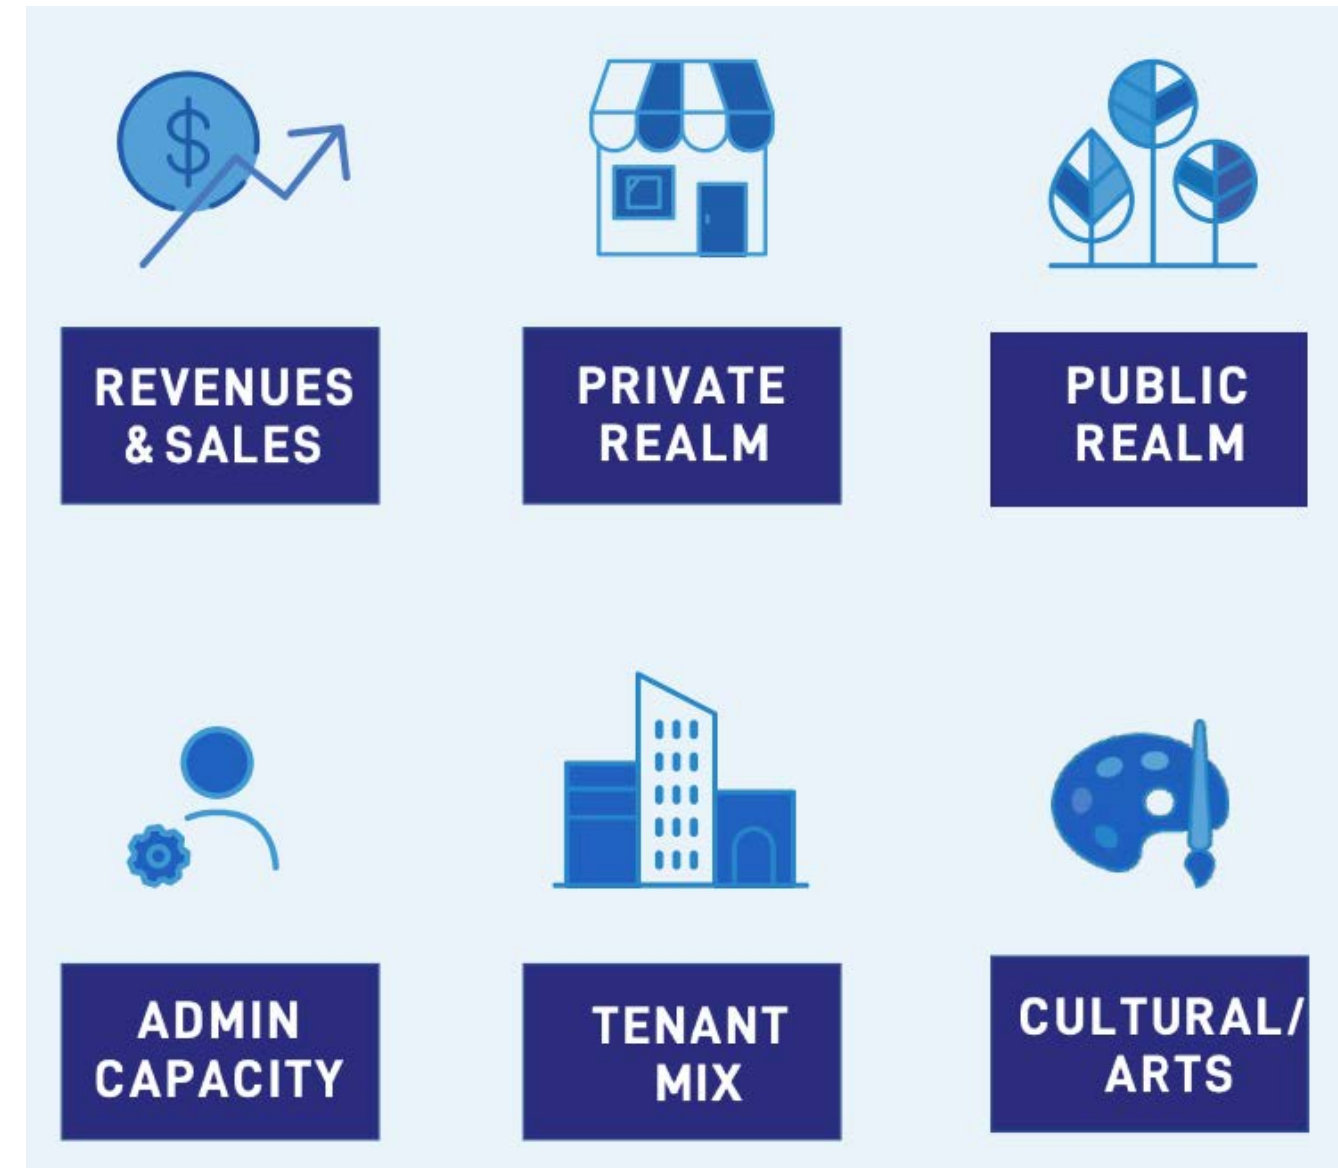 $
REVENUES
& SALES
PRIVATE
REALM
PUBLIC
REALM
ADMIN
CAPACITY
TENANT
MIX
CULTURAL/
ARTS